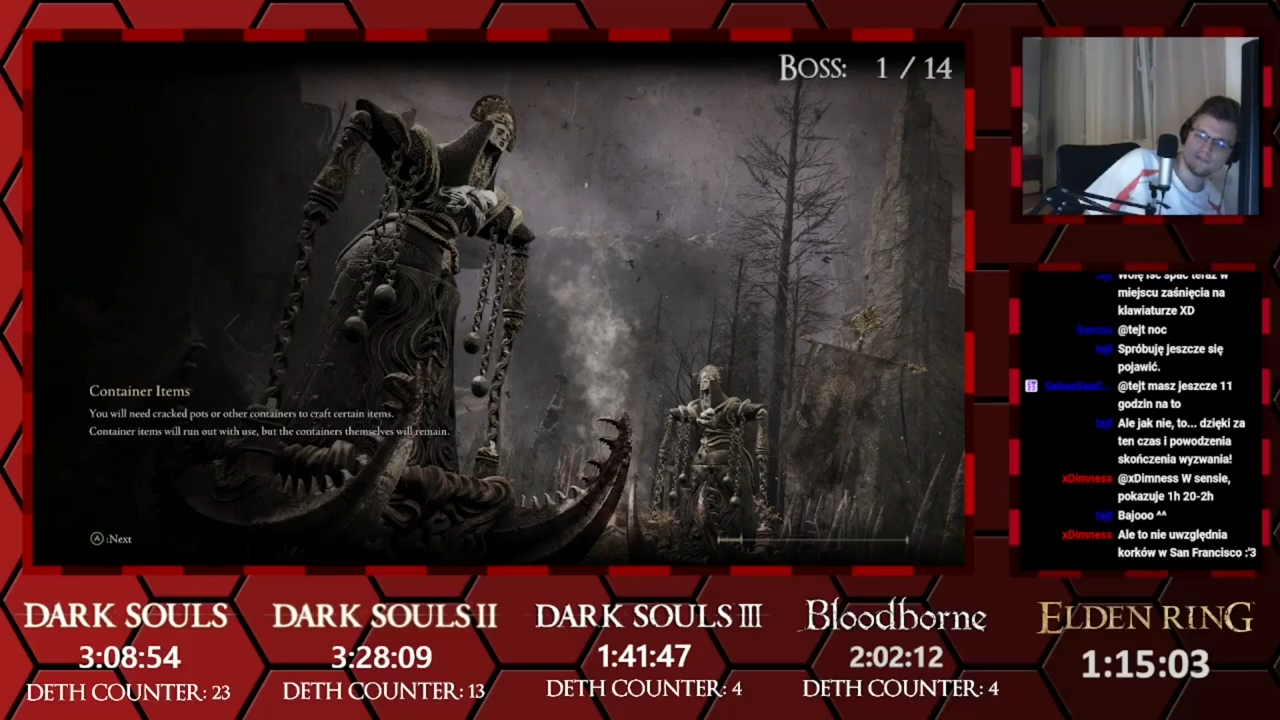 Boss: 1 / 14
Container Items
You will need cracked pots or other containers to craft certain items.
Container items will run out with use, but the containers themselves will remain.
Ⓐ:Next
Wolę iść spać teraz w
miejscu zaśnięcia na
klawiaturze XD
@tejt noc
tejt Spróbuję jeszcze się
pojawić.
@tejt masz jeszcze 11
godzin na to
tejt Ale jak nie, to... dzięki za
ten czas i powodzenia
skończenia wyzwania!
xDimness @xDimness W sensie,
pokazuje 1h 20-2h
tejt Bajooo ^^
xDimness Ale to nie uwzględnia
korków w San Francisco :'3
DARK SOULS
3:08:54
DETH COUNTER: 23
DARK SOULS II
3:28:09
DETH COUNTER: 13
DARK SOULS III
1:41:47
DETH COUNTER: 4
Bloodborne
2:02:12
DETH COUNTER: 4
ELDEN RING
1:15:03